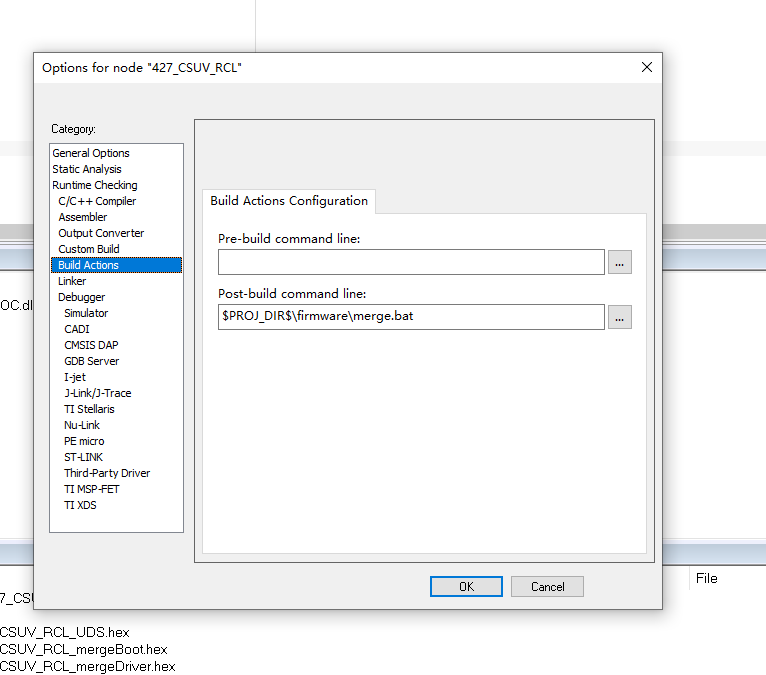 Options for node "427_CSUV_RCL"
Category:
General Options
Static Analysis
Runtime Checking
C/C++ Compiler
Assembler
Output Converter
Custom Build
Build Actions
Linker
Debugger
Simulator
CADI
CMSIS DAP
GDB Server
I-jet
J-Link/J-Trace
TI Stellaris
Nu-Link
PE micro
ST-LINK
Third-Party Driver
TI MSP-FET
TI XDS
Build Actions Configuration
Pre-build command line:
...
Post-build command line:
$PROJ_DIR$\firmware\merge.bat
...
OK
Cancel
OC.dl
File
7_CSU
CSUV_RCL_UDS.hex
CSUV_RCL_mergeBoot.hex
CSUV_RCL_mergeDriver.hex